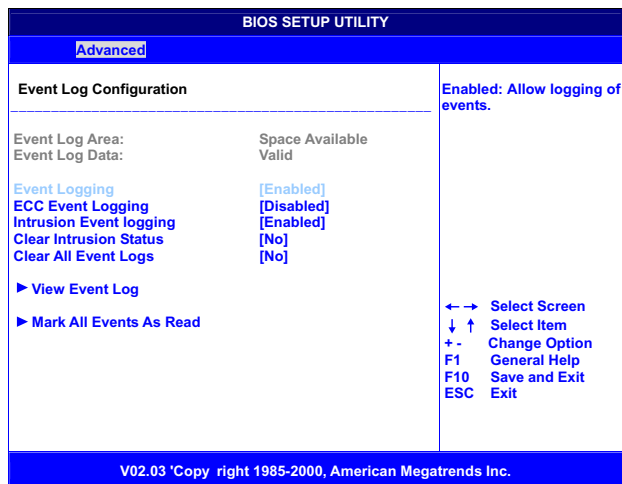 BIOS SETUP UTILITY
Advanced
Event Log Configuration
Event Log Area: Space Available
Event Log Data: Valid
Event Logging [Enabled]
ECC Event Logging [Disabled]
Intrusion Event logging [Enabled]
Clear Intrusion Status [No]
Clear All Event Logs [No]
► View Event Log
► Mark All Events As Read
Enabled: Allow logging of
events.
←→ Select Screen
↓ ↑ Select Item
+ - Change Option
F1 General Help
F10 Save and Exit
ESC Exit
V02.03 'Copy right 1985-2000, American Megatrends Inc.